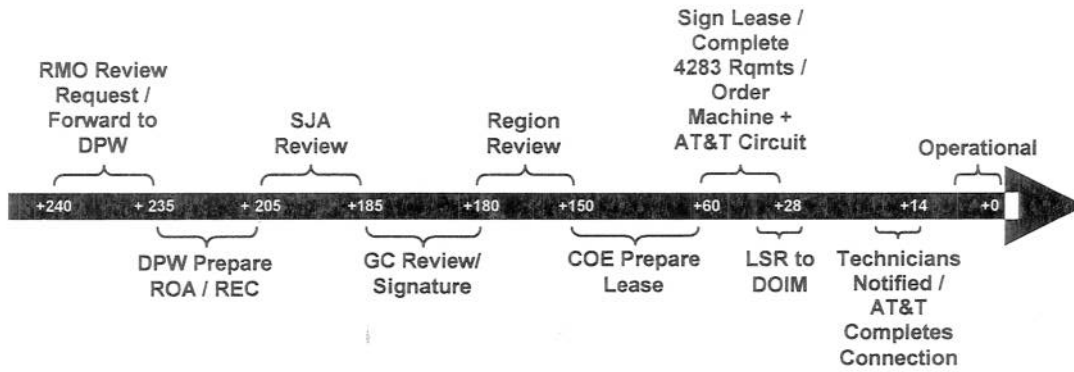 RMO Review
Request /
Forward to
DPW
SJA
Review
Region
Review
Sign Lease /
Complete
4283 Rqmts /
Order
Machine +
AT&T Circuit
Operational
+240 + 235 + 205 +185 +180 +150 +60 +28 +14 +0
DPW Prepare
ROA / REC
GC Review/
Signature
COE Prepare
Lease
LSR to
DOIM
Technicians
Notified /
AT&T
Completes
Connection